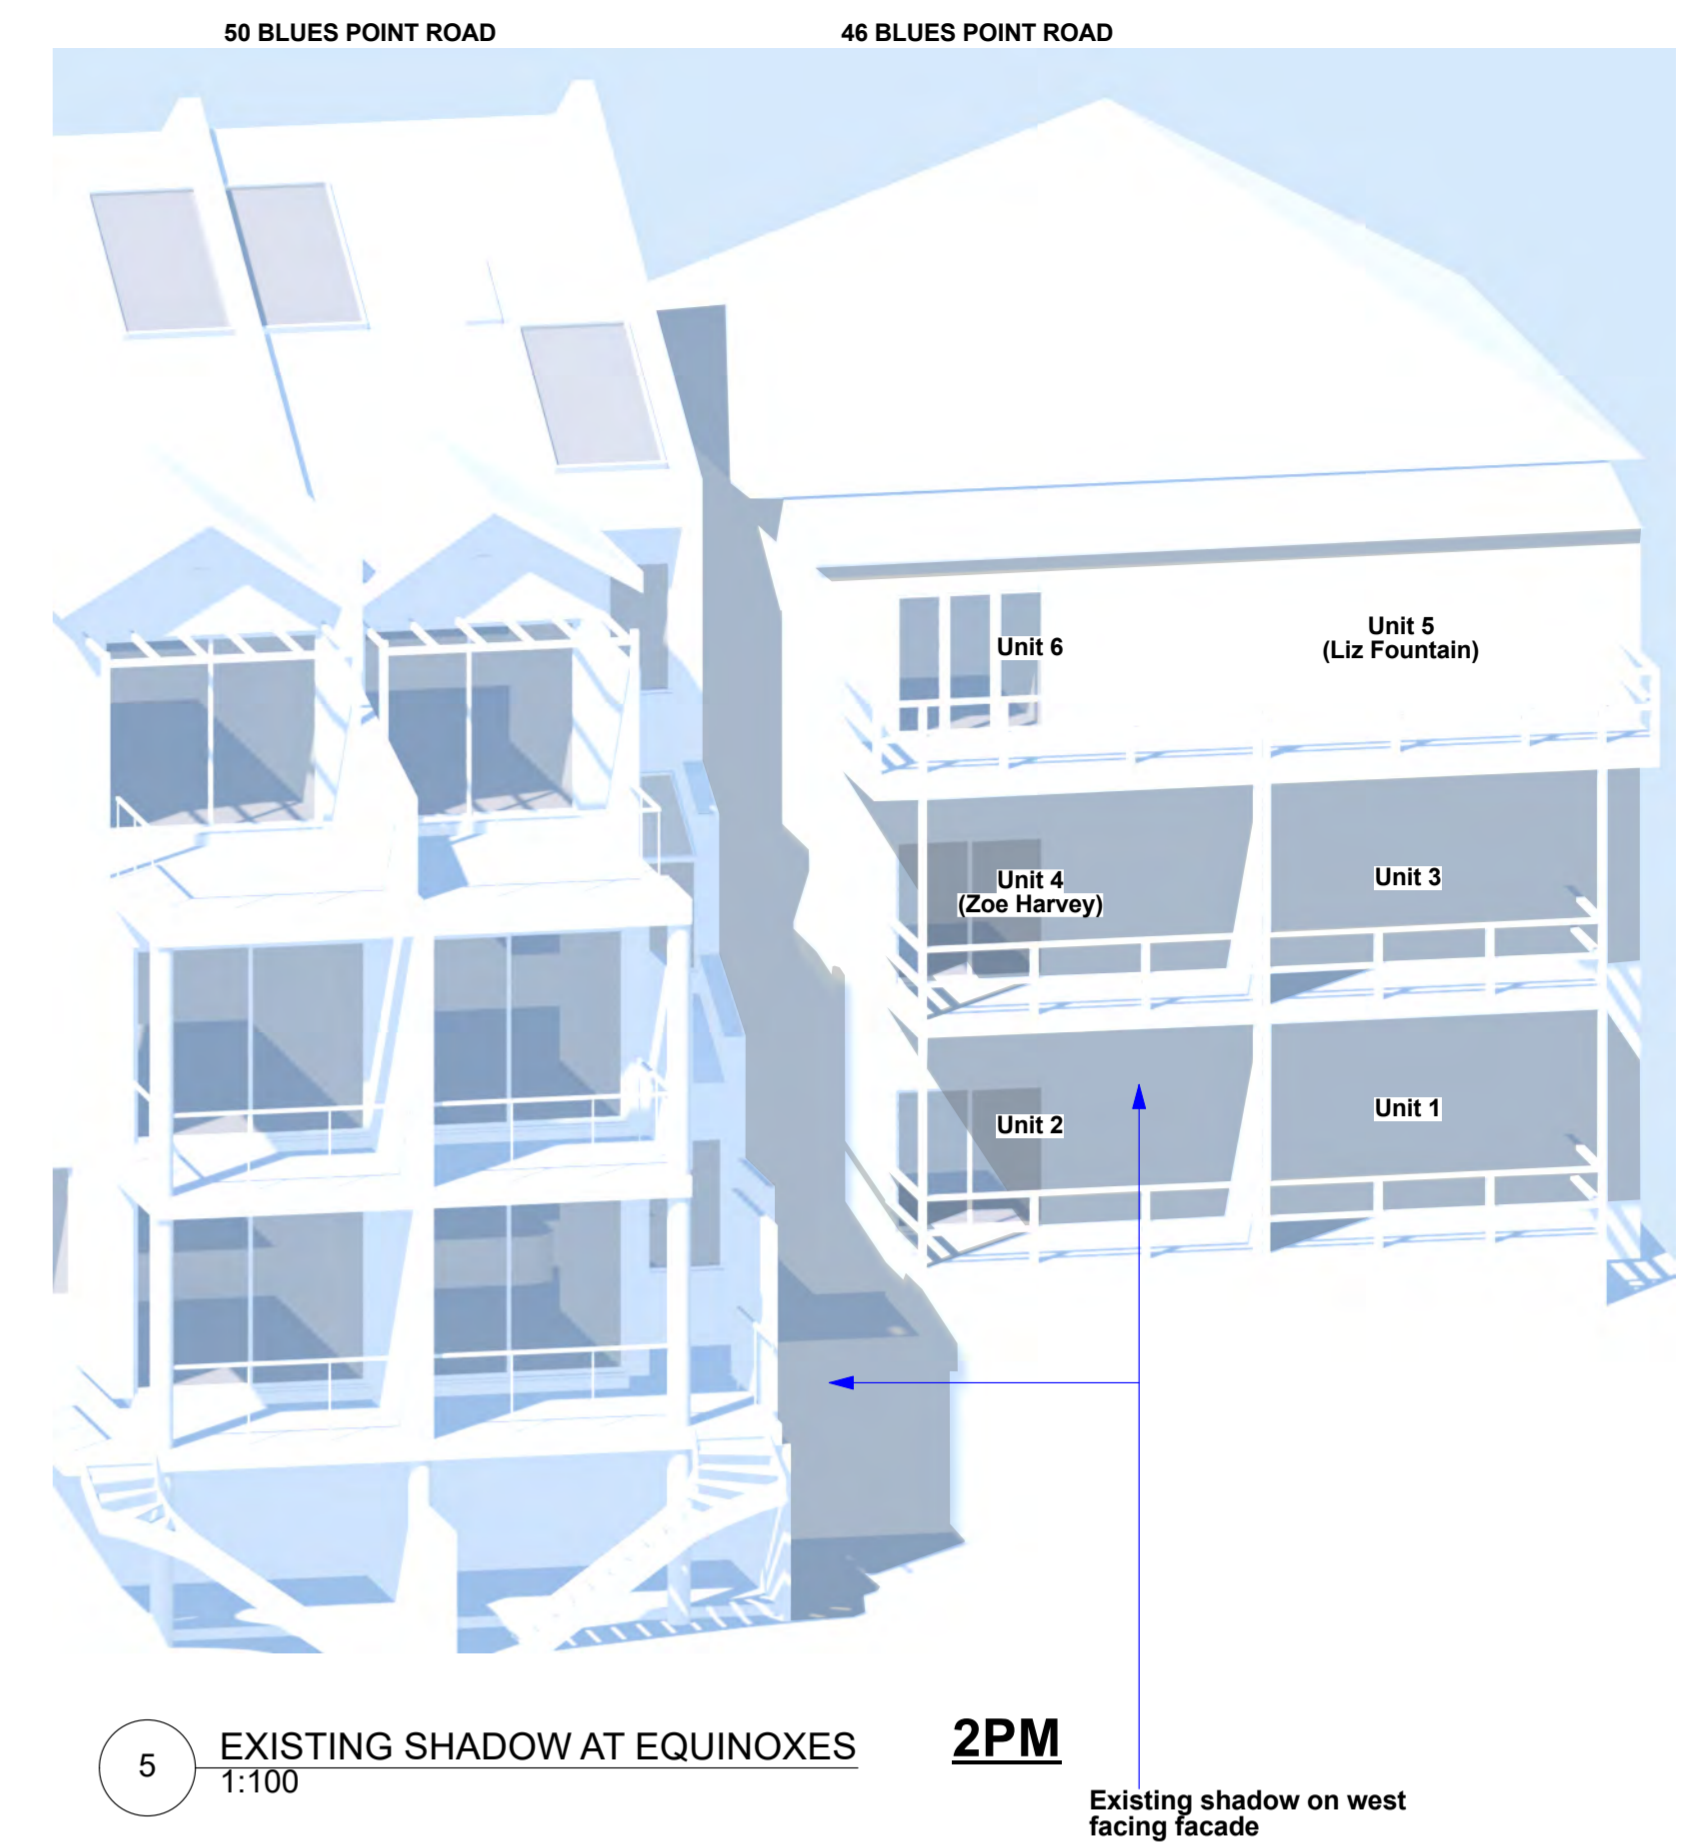 50 BLUES POINT ROAD
46 BLUES POINT ROAD
Unit 6
Unit 5
(Liz Fountain)
Unit 4
(Zoe Harvey)
Unit 3
Unit 2
Unit 1
5
EXISTING SHADOW AT EQUINOXES
1:100
2PM
Existing shadow on west
facing facade